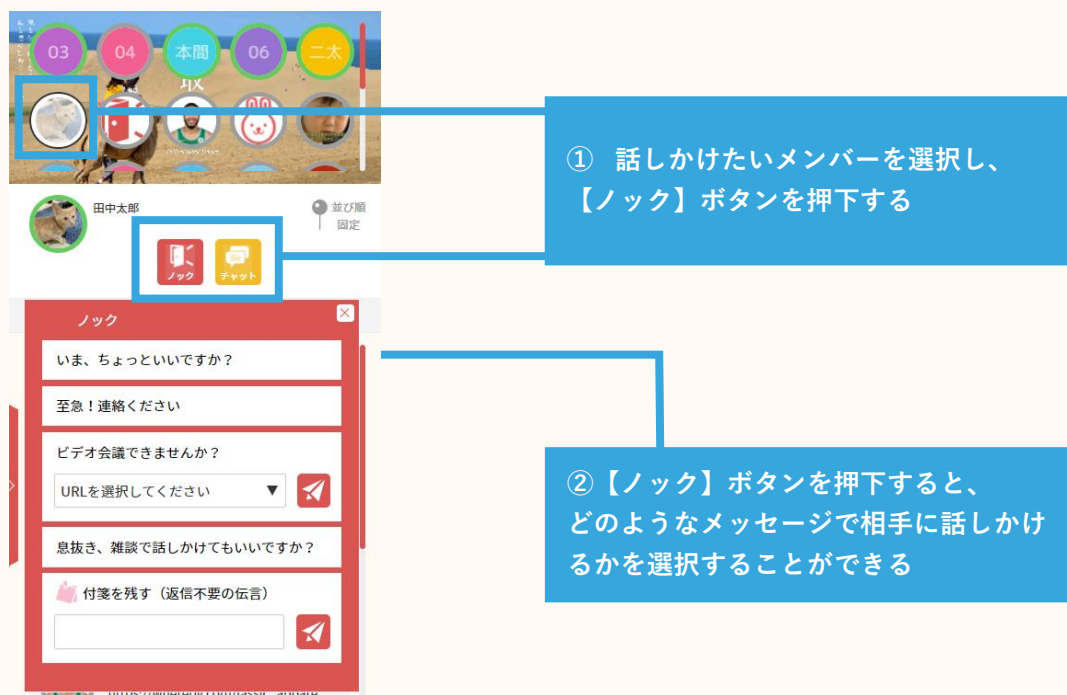 03
04
本間
06
二太
田中太郎
並び順
固定
ノック
チャット
① 話しかけたいメンバーを選択し、
【ノック】ボタンを押下する
ノック
いま、ちょっといいですか？
至急！連絡ください
ビデオ会議できませんか？
URLを選択してください ▼
息抜き、雑談で話しかけてもいいですか？
付箋を残す（返信不要の伝言）
②【ノック】ボタンを押下すると、
どのようなメッセージで相手に話しかけ
るかを選択することができる